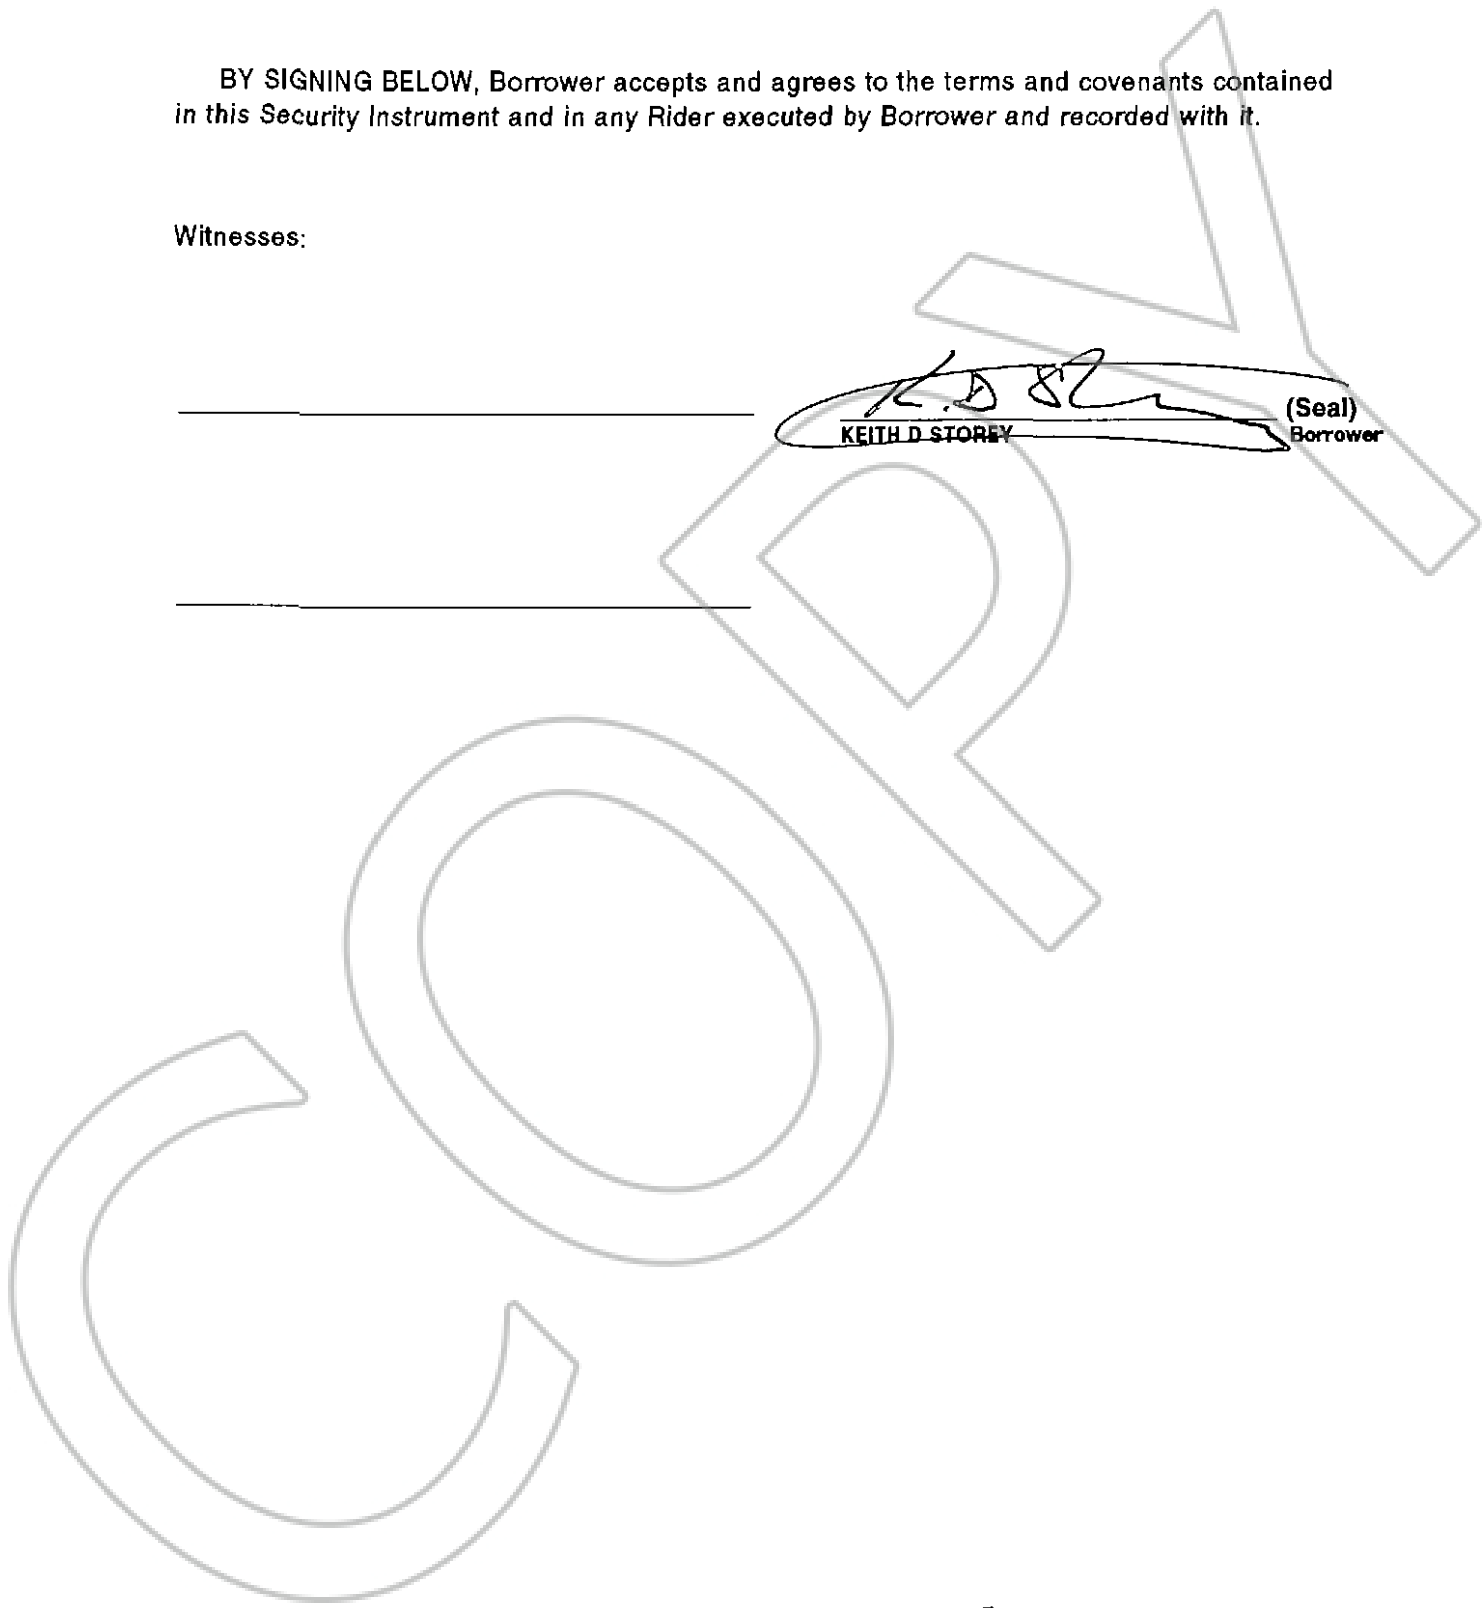 BY SIGNING BELOW, Borrower accepts and agrees to the terms and covenants contained
in this Security Instrument and in any Rider executed by Borrower and recorded with it.
Witnesses:
(Seal)
KEITH D STOREY Borrower
COPY